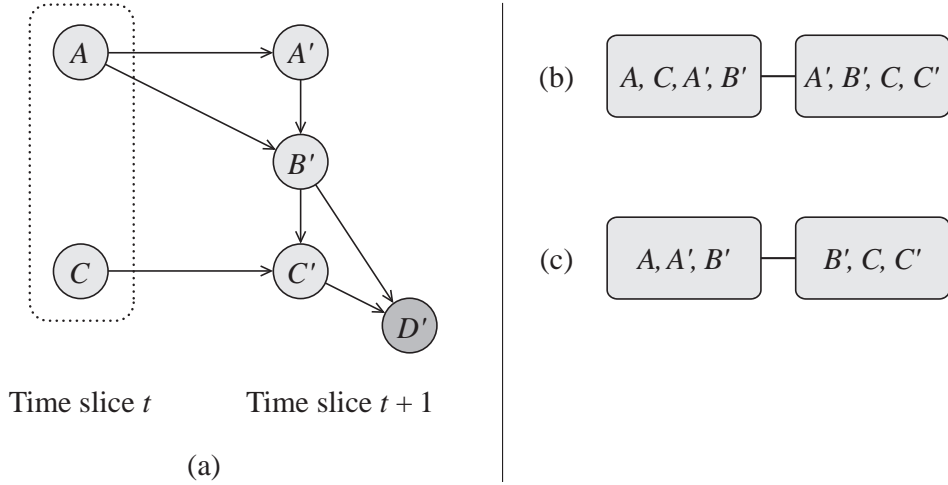 A
A'
B'
C
C'
D'
Time slice t
Time slice t + 1
(a)
(b)
A, C, A', B'
A', B', C, C'
(c)
A, A', B'
B', C, C'